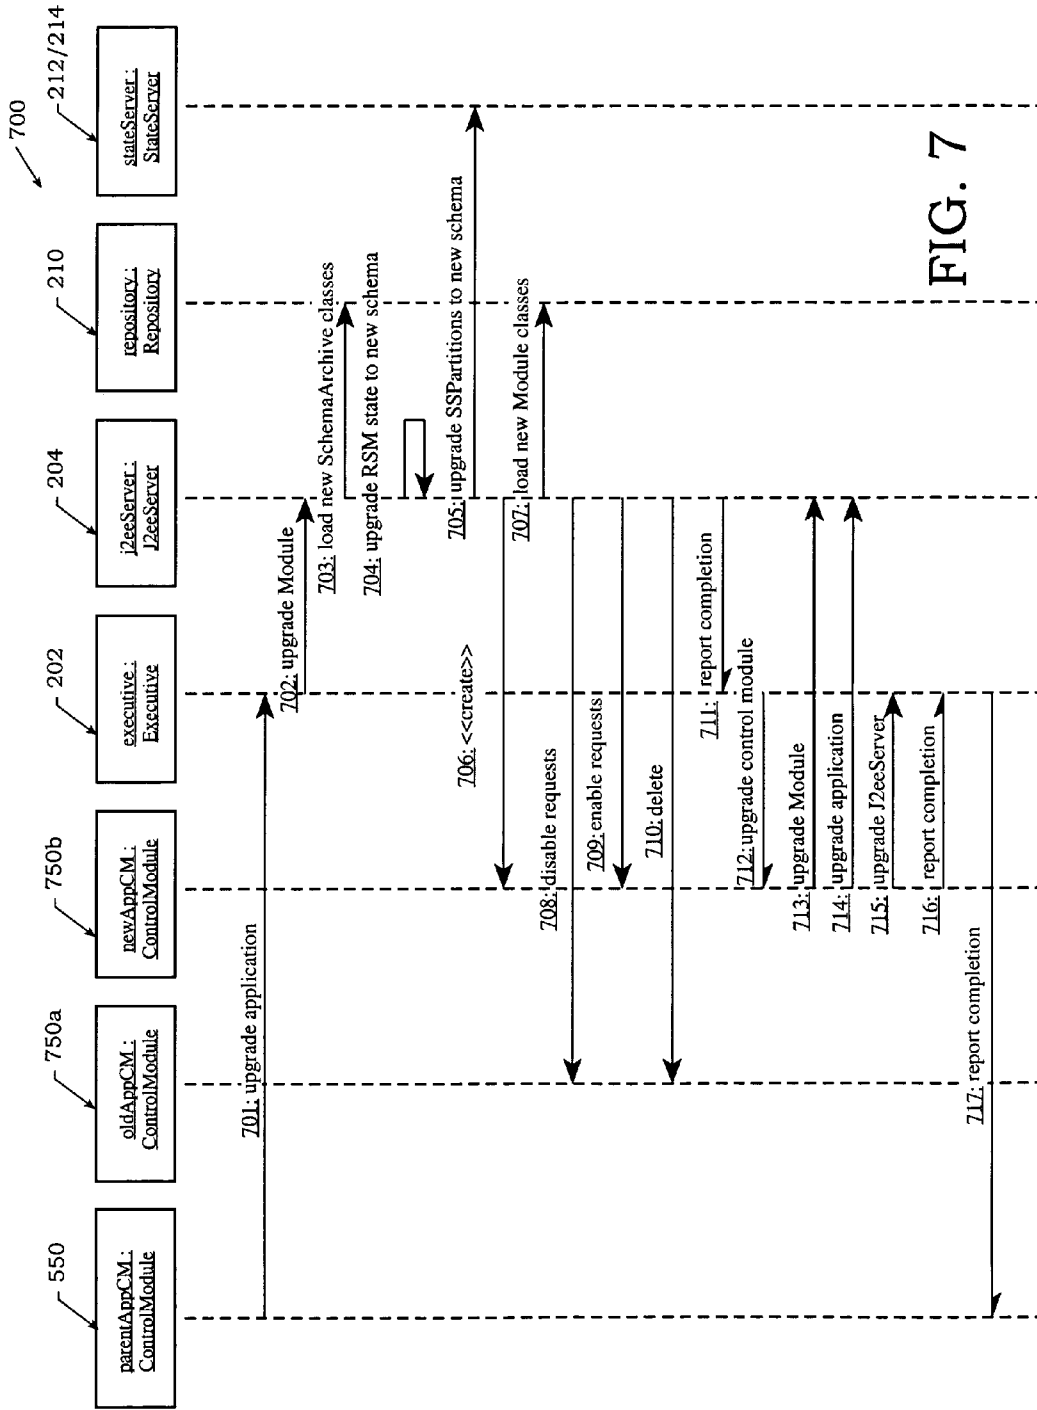 700
550
750a
750b
202
204
210
212/214
parentAppCM :
ControlModule
oldAppCM :
ControlModule
newAppCM :
ControlModule
executive :
Executive
j2eeServer :
J2eeServer
repository :
Repository
stateServer :
StateServer
701: upgrade application
702: upgrade Module
703: load new SchemaArchive classes
704: upgrade RSM state to new schema
705: upgrade SSPartitions to new schema
706: <<create>>
707: load new Module classes
708: disable requests
709: enable requests
710: delete
711: report completion
712: upgrade control module
713: upgrade Module
714: upgrade application
715: upgrade J2eeServer
716: report completion
717: report completion
FIG. 7